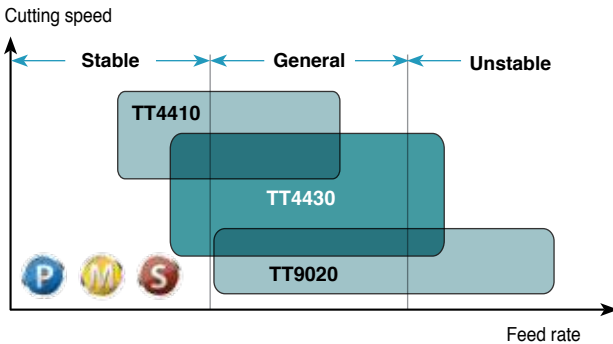 Cutting speed
Stable General Unstable
TT4410
TT4430
TT9020
P M S
Feed rate